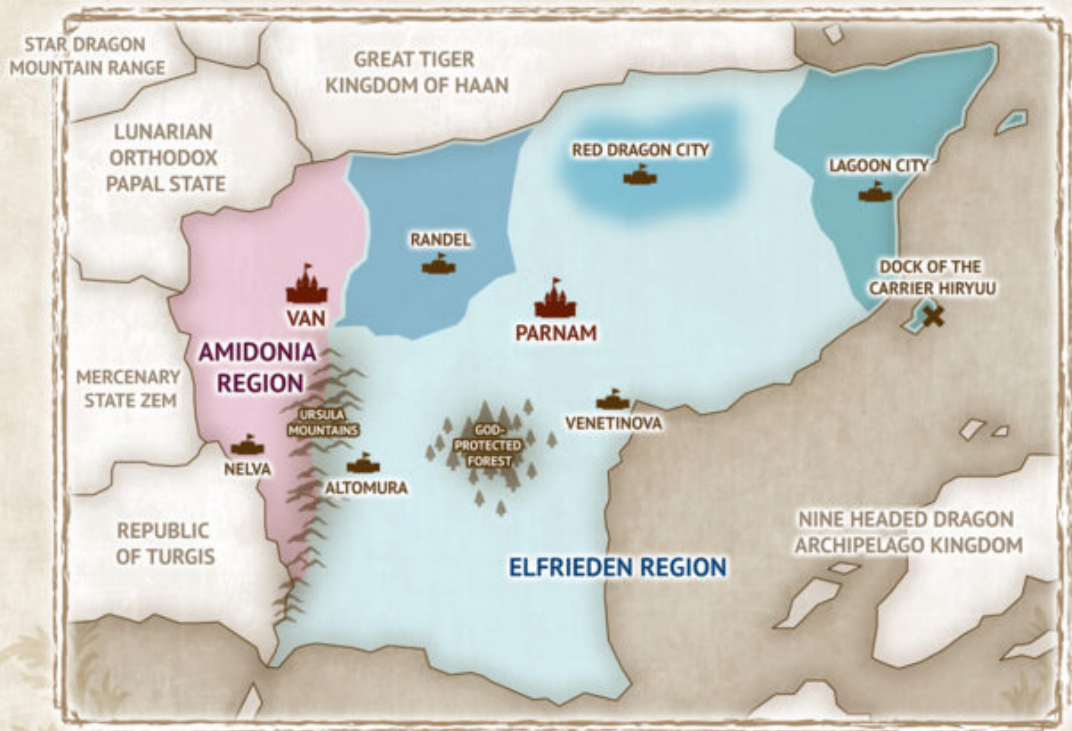 STAR DRAGON
MOUNTAIN RANGE
GREAT TIGER
KINGDOM OF HAAN
LUNARIAN
ORTHODOX
PAPAL STATE
RED DRAGON CITY
LAGOON CITY
RANDEL
DOCK OF THE
CARRIER HIRYUU
VAN
PARNAM
AMIDONIA
REGION
MERCENARY
STATE ZEM
URSULA
MOUNTAINS
GOD-
PROTECTED
FOREST
VENETINOVA
NELVA
ALTOMURA
REPUBLIC
OF TURGIS
NINE HEADED DRAGON
ARCHIPELAGO KINGDOM
ELFRIEDEN REGION